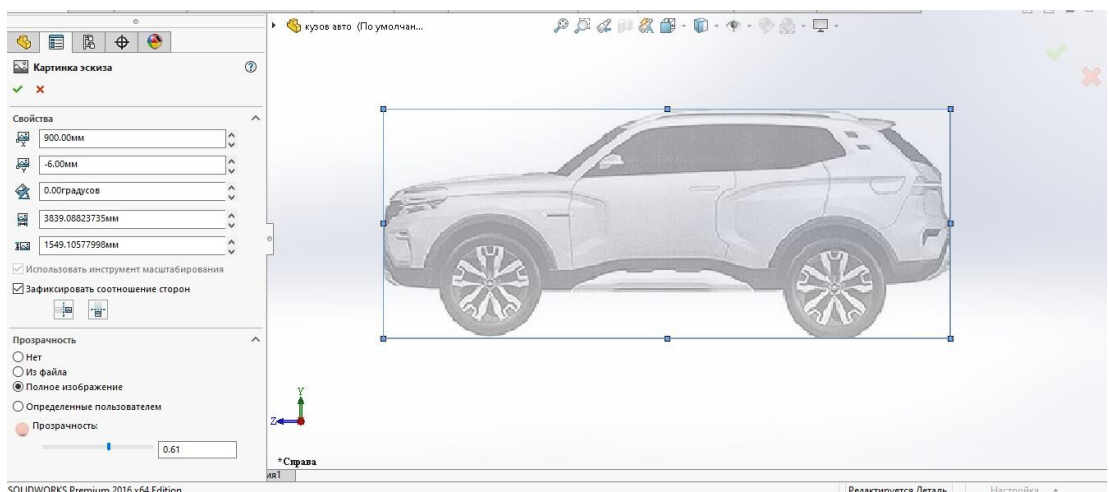 кузов авто (По умолчан...
Картинка эскиза
Свойства
900.00мм
-6.00мм
0.00градусов
3839.08823735мм
1549.10577998мм
Использовать инструмент масштабирования
Зафиксировать соотношение сторон
Прозрачность
Нет
Из файла
Полное изображение
Определенные пользователем
Прозрачность:
0.61
Y
Z
*Справа
ия1
SOLIDWORKS Premium 2016 x64 Edition
Редактируется Деталь
Настройка